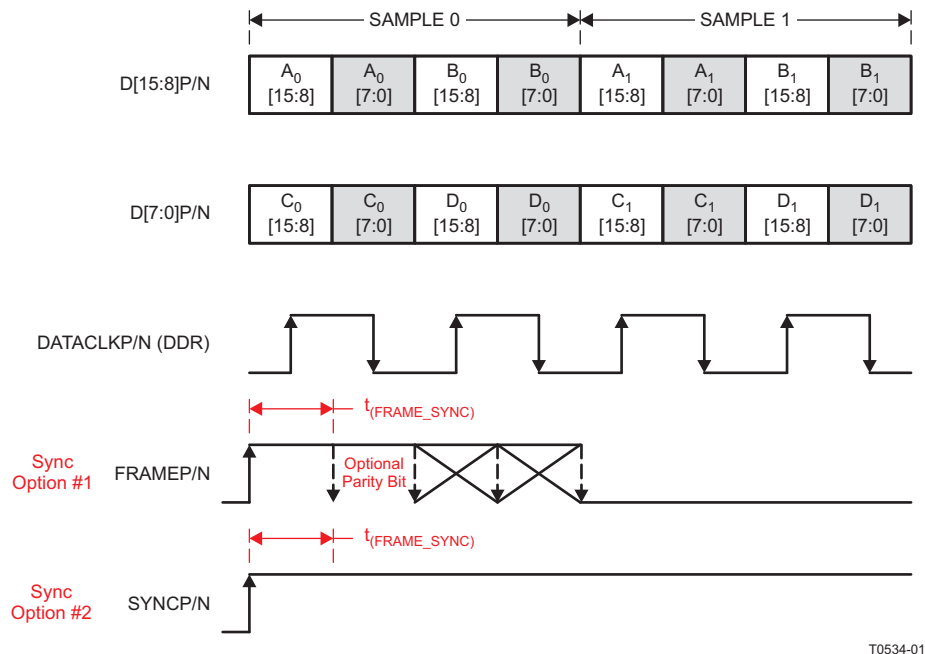 SAMPLE 0 SAMPLE 1
D[15:8]P/N
A0 [15:8]
A0 [7:0]
B0 [15:8]
B0 [7:0]
A1 [15:8]
A1 [7:0]
B1 [15:8]
B1 [7:0]
D[7:0]P/N
C0 [15:8]
C0 [7:0]
D0 [15:8]
D0 [7:0]
C1 [15:8]
C1 [7:0]
D1 [15:8]
D1 [7:0]
DATACLKP/N (DDR)
t(FRAME_SYNC)
Sync
Option #1
FRAMEP/N
Optional
Parity Bit
t(FRAME_SYNC)
Sync
Option #2
SYNCP/N
T0534-01